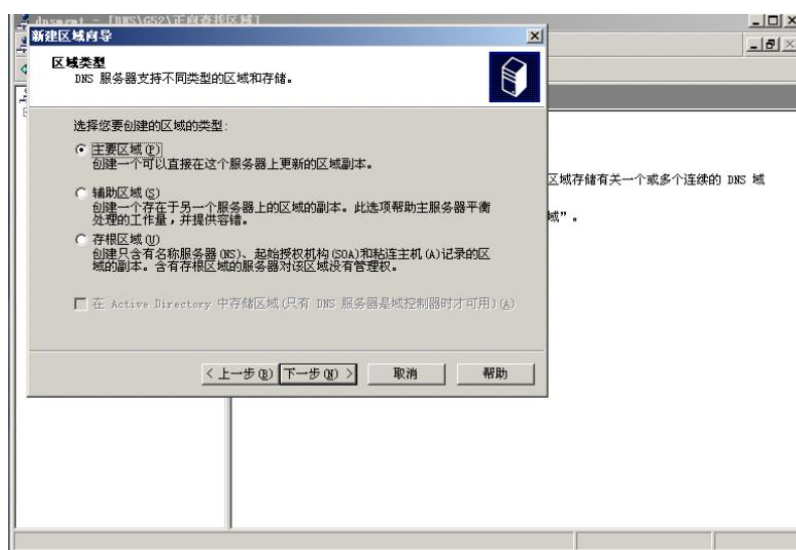 dnsmgmt - [DNS\G52\正向查找区域]
新建区域向导
区域类型
DNS 服务器支持不同类型的区域和存储。
选择您要创建的区域的类型:
主要区域(P)
创建一个可以直接在这个服务器上更新的区域副本。
辅助区域(S)
创建一个存在于另一个服务器上的区域的副本。此选项帮助主服务器平衡
处理的工作量，并提供容错。
存根区域(U)
创建只含有名称服务器(NS)、起始授权机构(SOA)和粘连主机(A)记录的区
域的副本。含有存根区域的服务器对该区域没有管理权。
在 Active Directory 中存储区域(只有 DNS 服务器是域控制器时才可用)(A)
< 上一步(B)
下一步(N) >
取消
帮助
区域存储有关一个或多个连续的 DNS 域
域”。